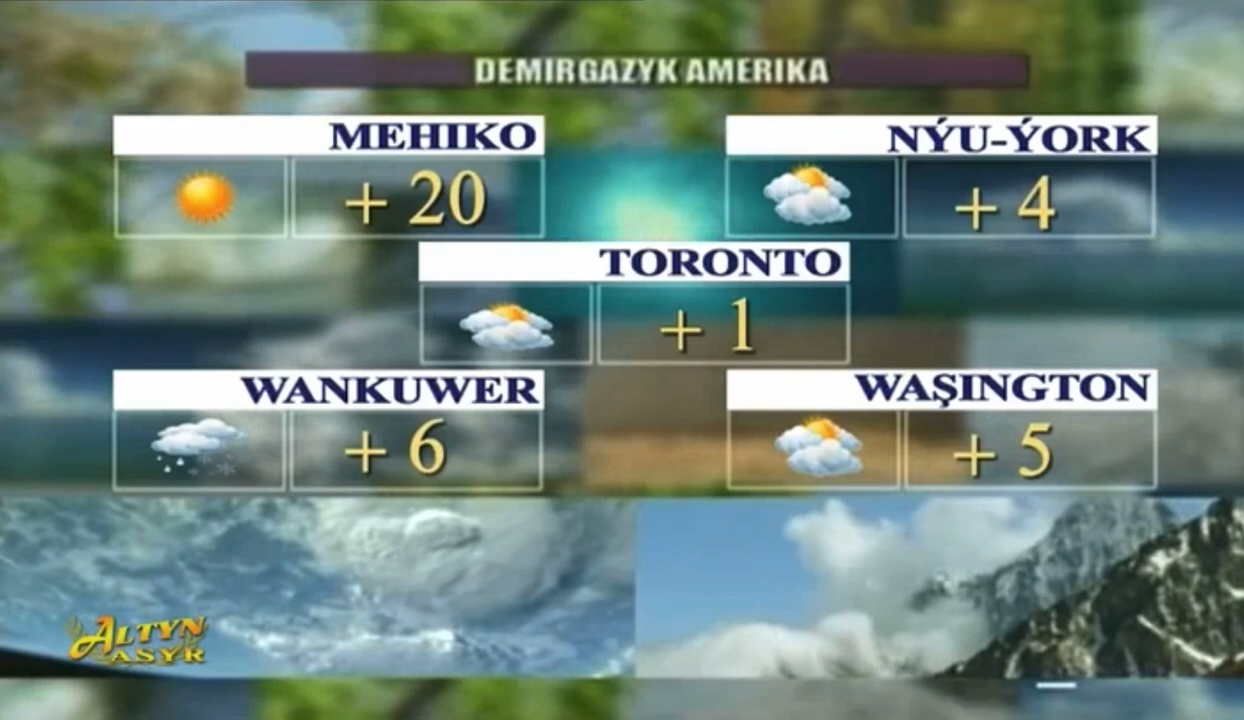 DEMIRGAZYK AMERIKA
MEHIKO
+ 20
NÝU-ÝORK
+ 4
TORONTO
+ 1
WANKUWER
+ 6
WAŞINGTON
+ 5
ALTYN
ASYR